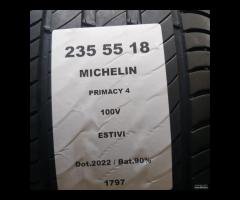 235 55 18
MICHELIN
PRIMACY 4
100V
ESTIVI
Dot.2022 / Bat.90%
1797